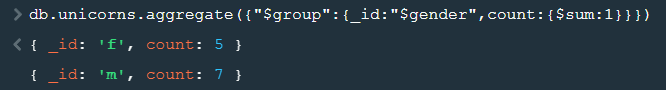 > db.unicorns.aggregate({"$group":{_id:"$gender",count:{$sum:1}}})
< { _id: 'f', count: 5 }
{ _id: 'm', count: 7 }